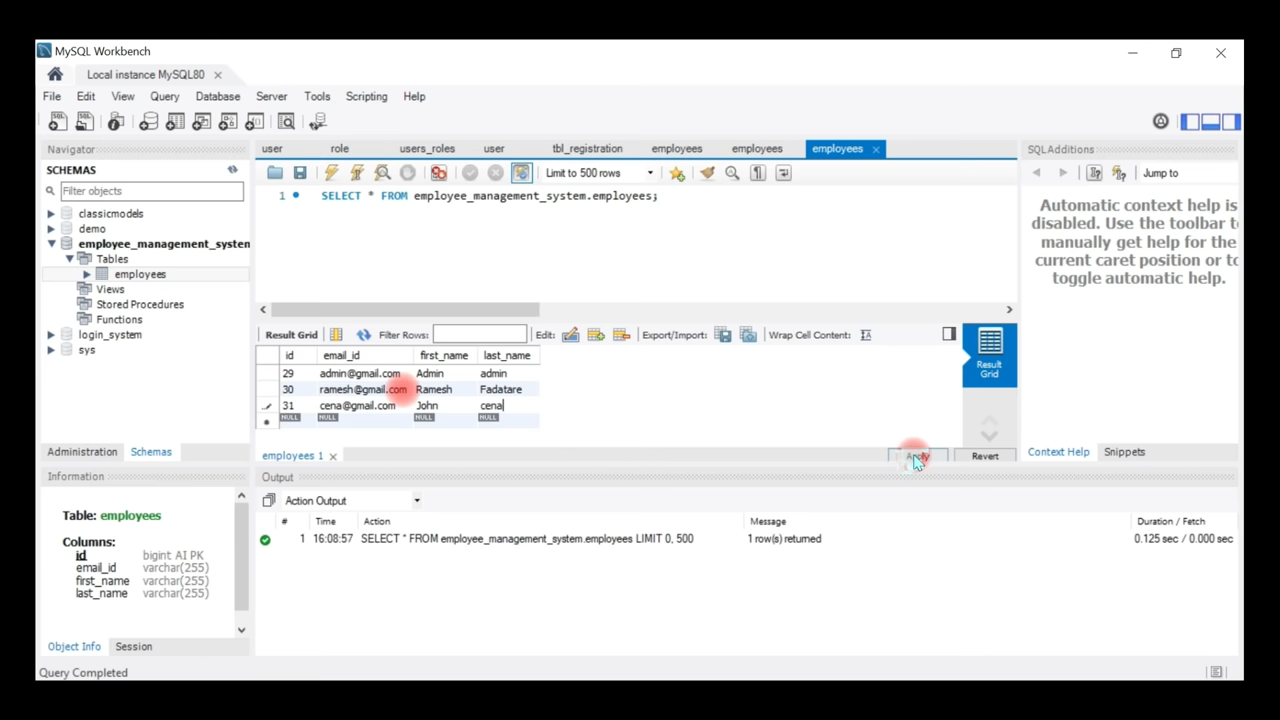 MySQL Workbench
Local instance MySQL80
File Edit View Query Database Server Tools Scripting Help
Navigator
SCHEMAS
Filter objects
classicmodels
demo
employee_management_system
Tables
employees
Views
Stored Procedures
Functions
login_system
sys
Administration Schemas
Information
Table: employees
Columns:
id bigint AI PK
email_id varchar(255)
first_name varchar(255)
last_name varchar(255)
Object Info Session
Query Completed
user role users_roles user tbl_registration employees employees employees
Limit to 500 rows
1 SELECT * FROM employee_management_system.employees;
Result Grid Filter Rows: Edit: Export/Import: Wrap Cell Content:
id email_id first_name last_name
29 admin@gmail.com Admin admin
30 ramesh@gmail.com Ramesh Fadatare
31 cena@gmail.com John cena
NULL NULL NULL NULL
Result
Grid
employees 1 Apply Revert
Output
Action Output
# Time Action Message Duration / Fetch
1 16:08:57 SELECT * FROM employee_management_system.employees LIMIT 0, 500 1 row(s) returned 0.125 sec / 0.000 sec
SQLAdditions
Jump to
Automatic context help is
disabled. Use the toolbar to
manually get help for the
current caret position or to
toggle automatic help.
Context Help Snippets